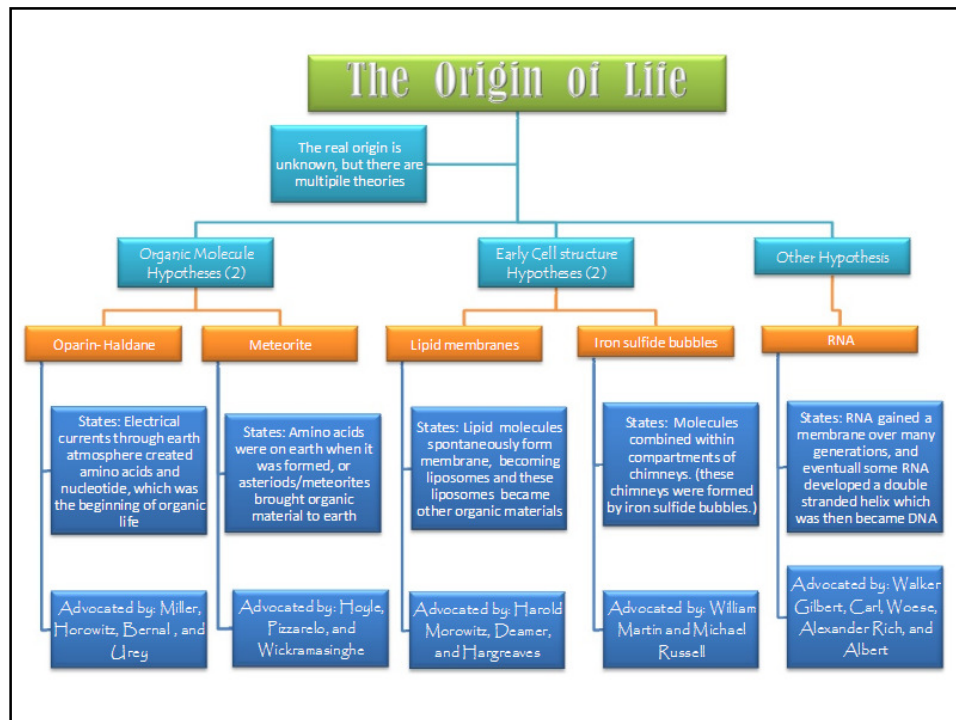 The Origin of Life
The real origin is
unknown, but there are
multipile theories
Organic Molecule
Hypotheses (2)
Early Cell structure
Hypotheses (2)
Other Hypothesis
Oparin- Haldane
Meteorite
Lipid membranes
Iron sulfide bubbles
RNA
States: Electrical
currents through earth
atmosphere created
amino acids and
nucleotide, which was
the beginning of organic
life
States: Amino acids
were on earth when it
was formed, or
asteriods/meteorites
brought organic
material to earth
States: Lipid molecules
spontaneously form
membrane, becoming
liposomes and these
liposomes became
other organic materials
States: Molecules
combined within
compartments of
chimneys. (these
chimneys were formed
by iron sulfide bubbles.)
States: RNA gained a
membrane over many
generations, and
eventuall some RNA
developed a double
stranded helix which
was then became DNA
Advocated by: Miller,
Horowitz, Bernal , and
Urey
Advocated by: Hoyle,
Pizzarelo, and
Wickramasinghe
Advocated by: Harold
Morowitz, Deamer,
and Hargreaves
Advocated by: William
Martin and Michael
Russell
Advocated by: Walker
Gilbert, Carl, Woese,
Alexander Rich, and
Albert